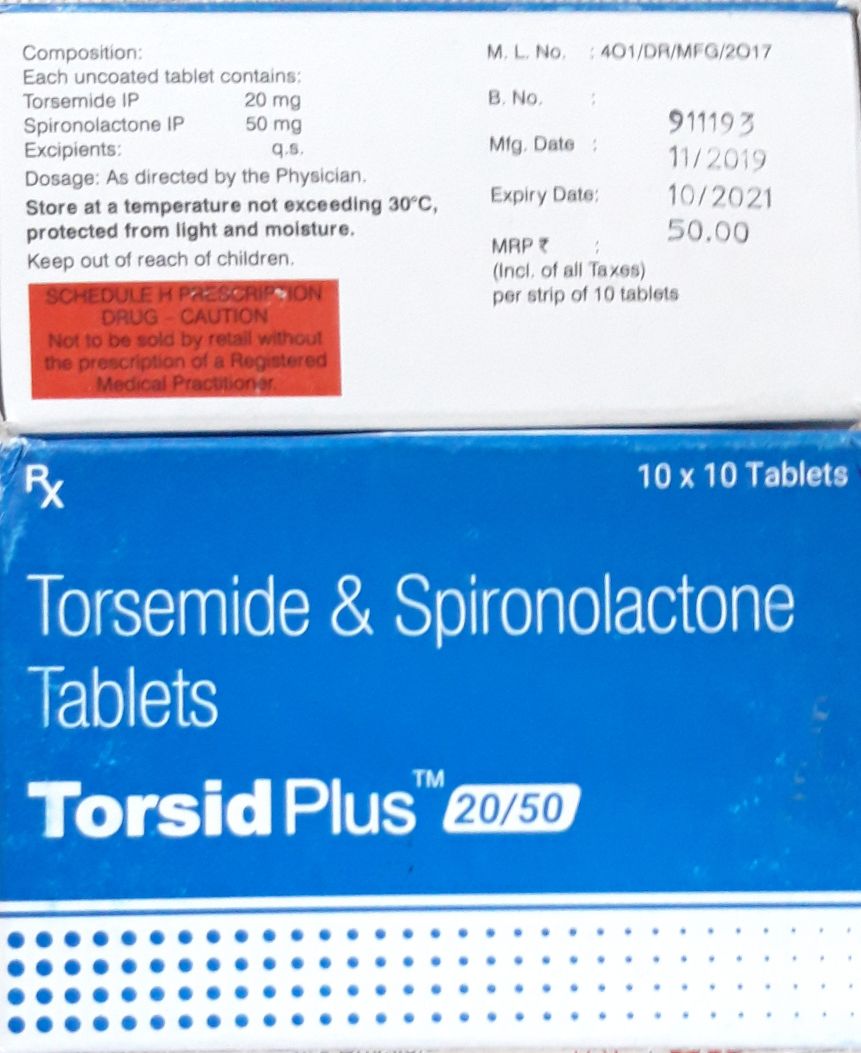 Composition:
Each uncoated tablet contains:
Torsemide IP 20 mg
Spironolactone IP 50 mg
Excipients: q.s.
Dosage: As directed by the Physician.
Store at a temperature not exceeding 30°C,
protected from light and moisture.
Keep out of reach of children.
SCHEDULE H PRESCRIPTION
DRUG - CAUTION
Not to be sold by retail without
the prescription of a Registered
Medical Practitioner.
M. L. No. : 401/DR/MFG/2017
B. No. : 911193
Mfg. Date : 11/2019
Expiry Date: 10/2021
MRP ₹ : 50.00
(Incl. of all Taxes)
per strip of 10 tablets
Rx
10 x 10 Tablets
Torsemide & Spironolactone
Tablets
Torsid Plus™ 20/50